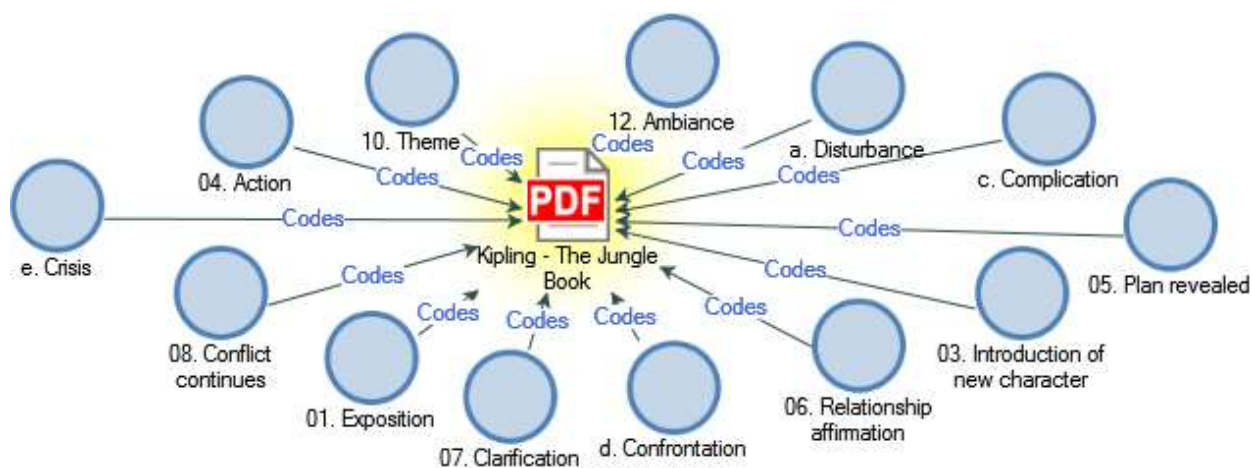 12. Ambiance
10. Theme
Codes
Codes
a. Disturbance
04. Action
Codes
Codes
Codes
c. Complication
PDF
Codes
Codes
e. Crisis
Kipling - The Jungle
Book
Codes
05. Plan revealed
Codes
Codes
Codes
Codes
Codes
08. Conflict
continues
03. Introduction of
new character
01. Exposition
06. Relationship
affirmation
07. Clarification
d. Confrontation